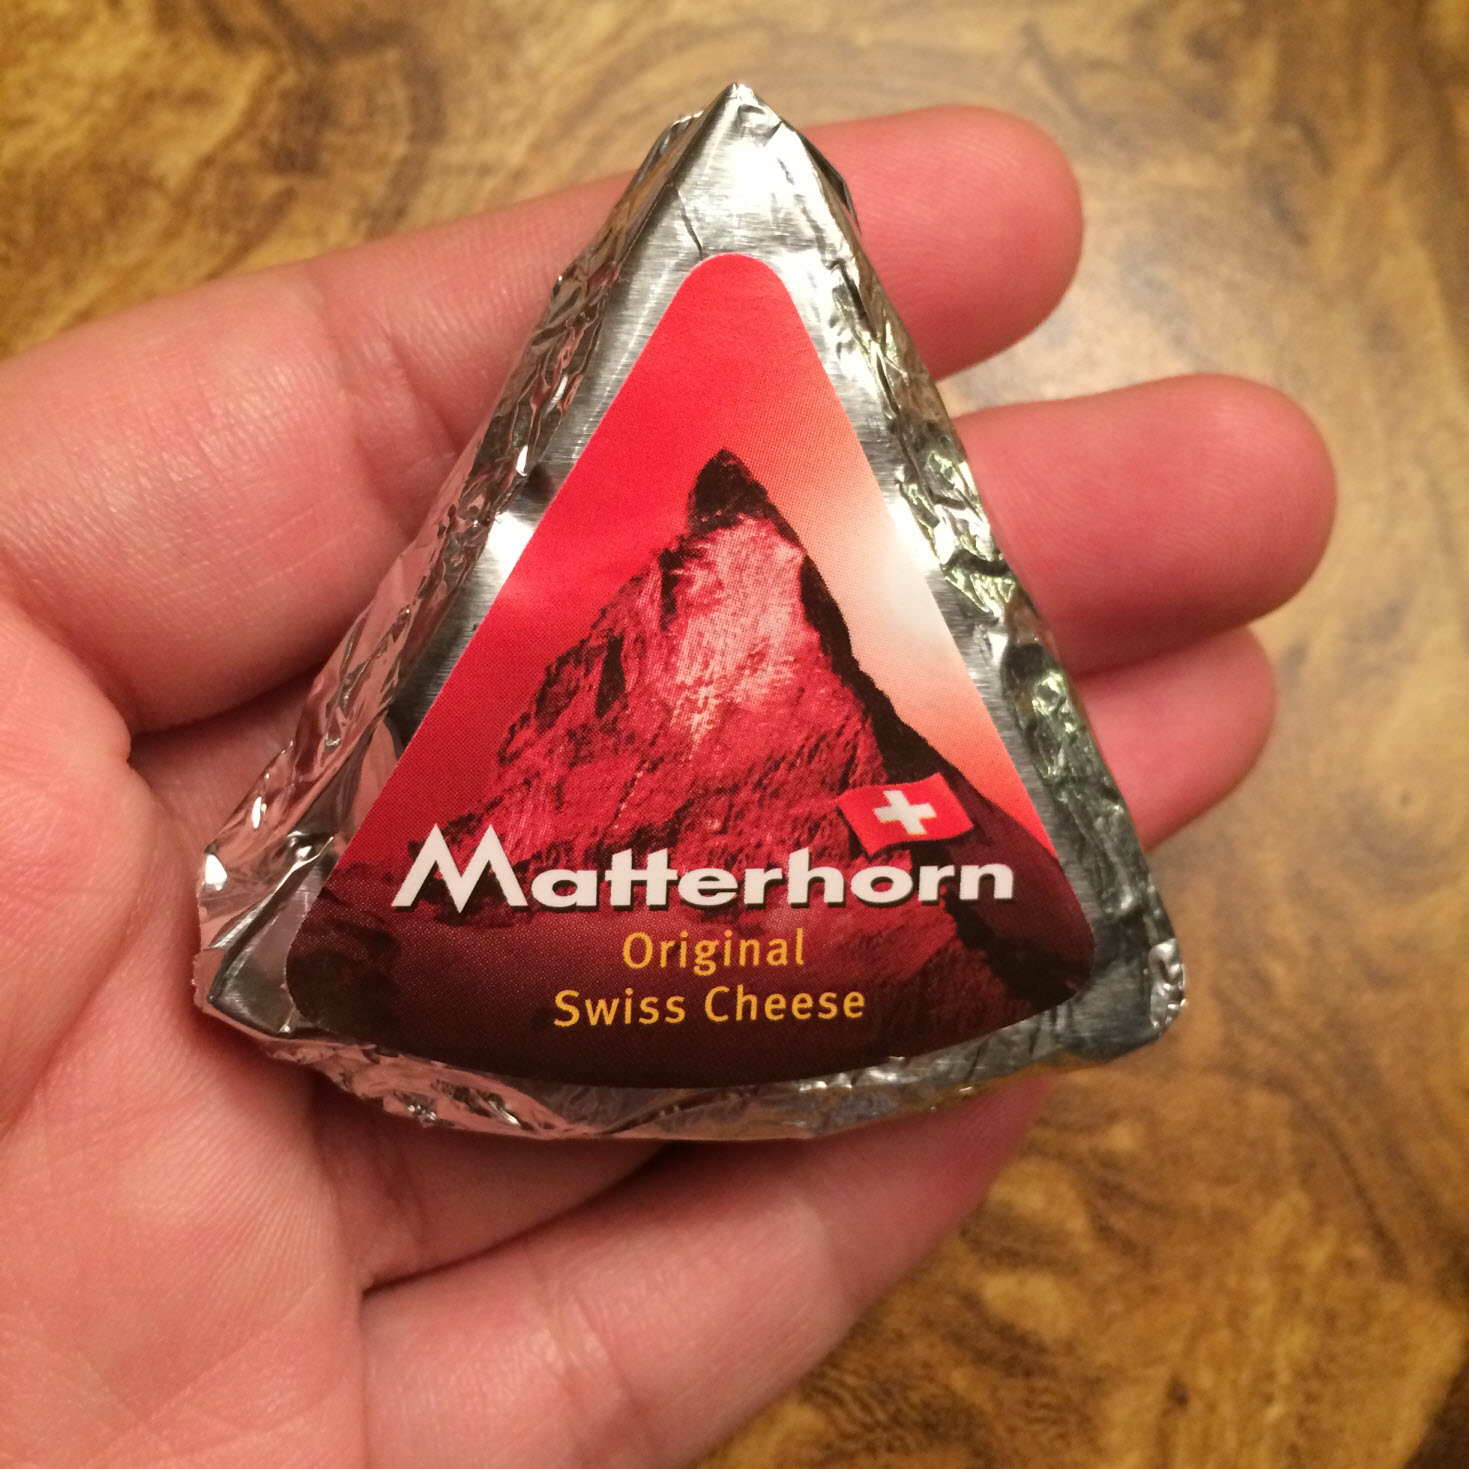 Matterhorn
Original
Swiss Cheese